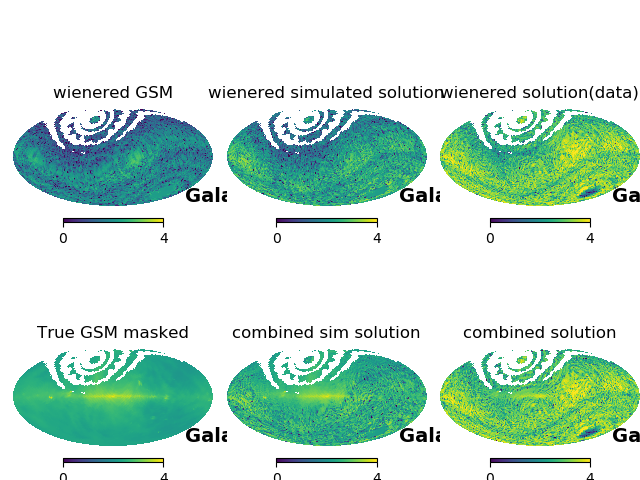 wienered GSM
wienered simulated solution
wienered solution(data)
Gala
Gala
Ga
0 4
0 4
0 4
True GSM masked
combined sim solution
combined solution
Gala
Gala
Ga
0 4
0 4
0 4